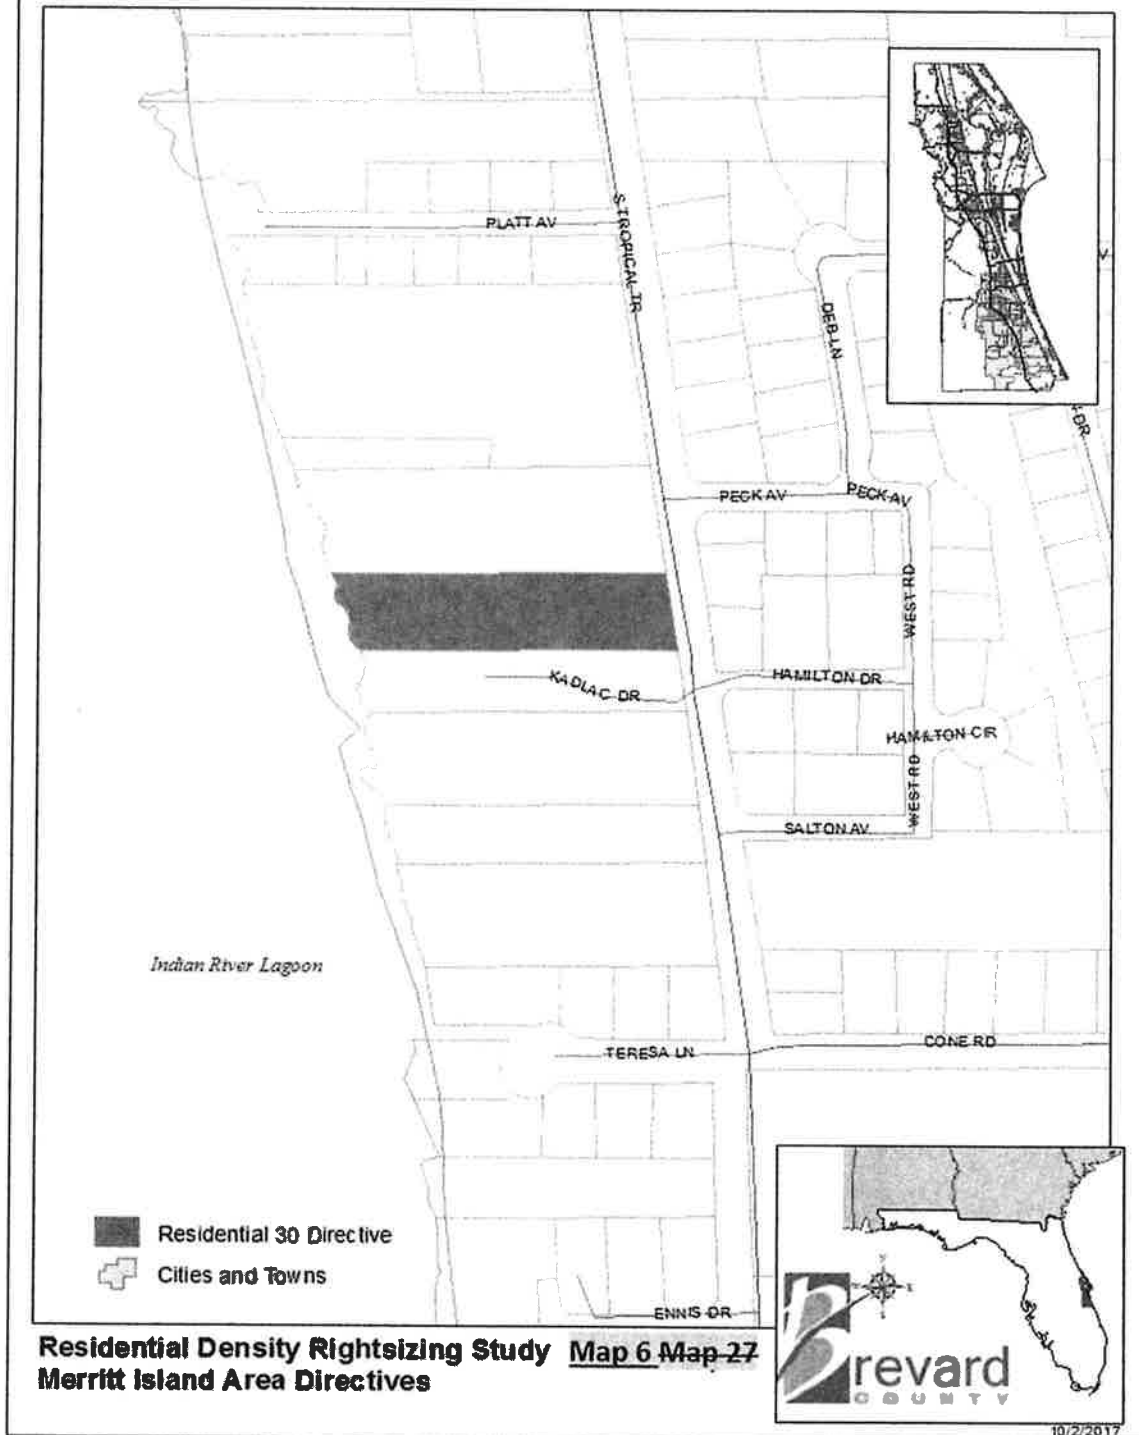 PLATT AV
S TROPICAL TR
DEB LN
V
DR
PECK AV
PECK AV
WEST RD
KADLAC DR
HAMILTON DR
HAMILTON CIR
WEST RD
SALTON AV
Indian River Lagoon
TERESA LN
CONE RD
Residential 30 Directive
Cities and Towns
ENNIS DR
Residential Density Rightsizing Study Map 6 Map 27
Merritt Island Area Directives
Brevard
COUNTY
10/2/2017